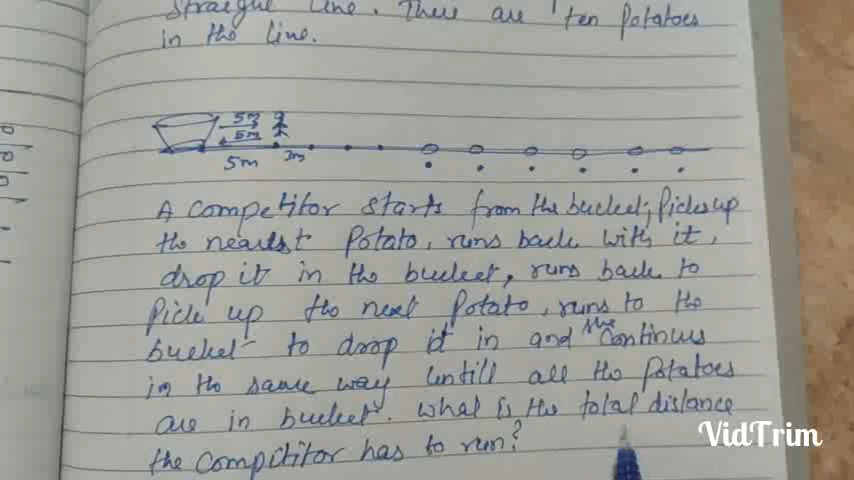 straigut line. There are ten potatoes
in the line.
5m
5m
5m 3m
A competitor starts from the bucket, Picks up
the nearest Potato, runs back with it,
drop it in the bucket, runs back to
Pick up the next Potato, runs to the
bucket to drop it in and she continues
in the same way untill all the Potatoes
are in bucket. What is the total distance
the compititor has to run?
VidTrim